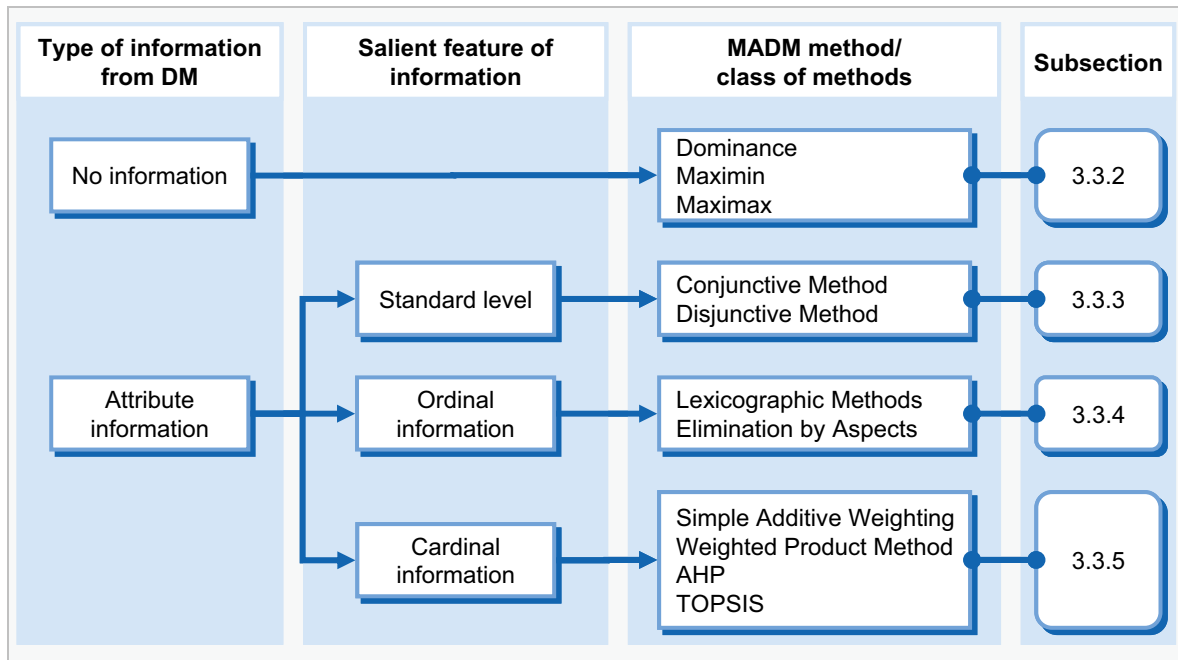 Type of information
from DM
Salient feature of
information
MADM method/
class of methods
Subsection
No information
Dominance
Maximin
Maximax
3.3.2
Standard level
Conjunctive Method
Disjunctive Method
3.3.3
Attribute
information
Ordinal
information
Lexicographic Methods
Elimination by Aspects
3.3.4
Cardinal
information
Simple Additive Weighting
Weighted Product Method
AHP
TOPSIS
3.3.5